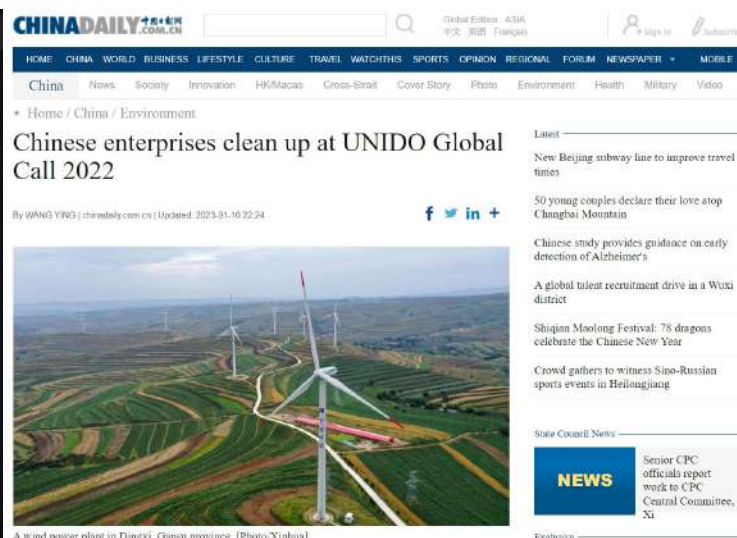 CHINADAILY
.COM.CN
Global Edition ASIA
中文 双语 Français
Sign in
HOME CHINA WORLD BUSINESS LIFESTYLE CULTURE TRAVEL WATCHTHIS SPORTS OPINION REGIONAL FORUM NEWSPAPER MOBILE
China News Society Innovation HK/Macao Cross-Strait Cover Story Photo Environment Health Military Video
Home / China / Environment
Chinese enterprises clean up at UNIDO Global
Call 2022
By WANG YING | chinadaily.com.cn | Updated: 2023-01-16 22:24
f in +
A wind power plant in Dingxi, Gansu province. [Photo/Xinhua]
Latest
New Beijing subway line to improve travel
times
50 young couples declare their love atop
Changbai Mountain
Chinese study provides guidance on early
detection of Alzheimer's
A global talent recruitment drive in a Wuxi
district
Shiqian Maolong Festival: 78 dragons
celebrate the Chinese New Year
Crowd gathers to witness Sino-Russian
sports events in Heilongjiang
State Council News
NEWS
Senior CPC
officials report
work to CPC
Central Committee,
Xi